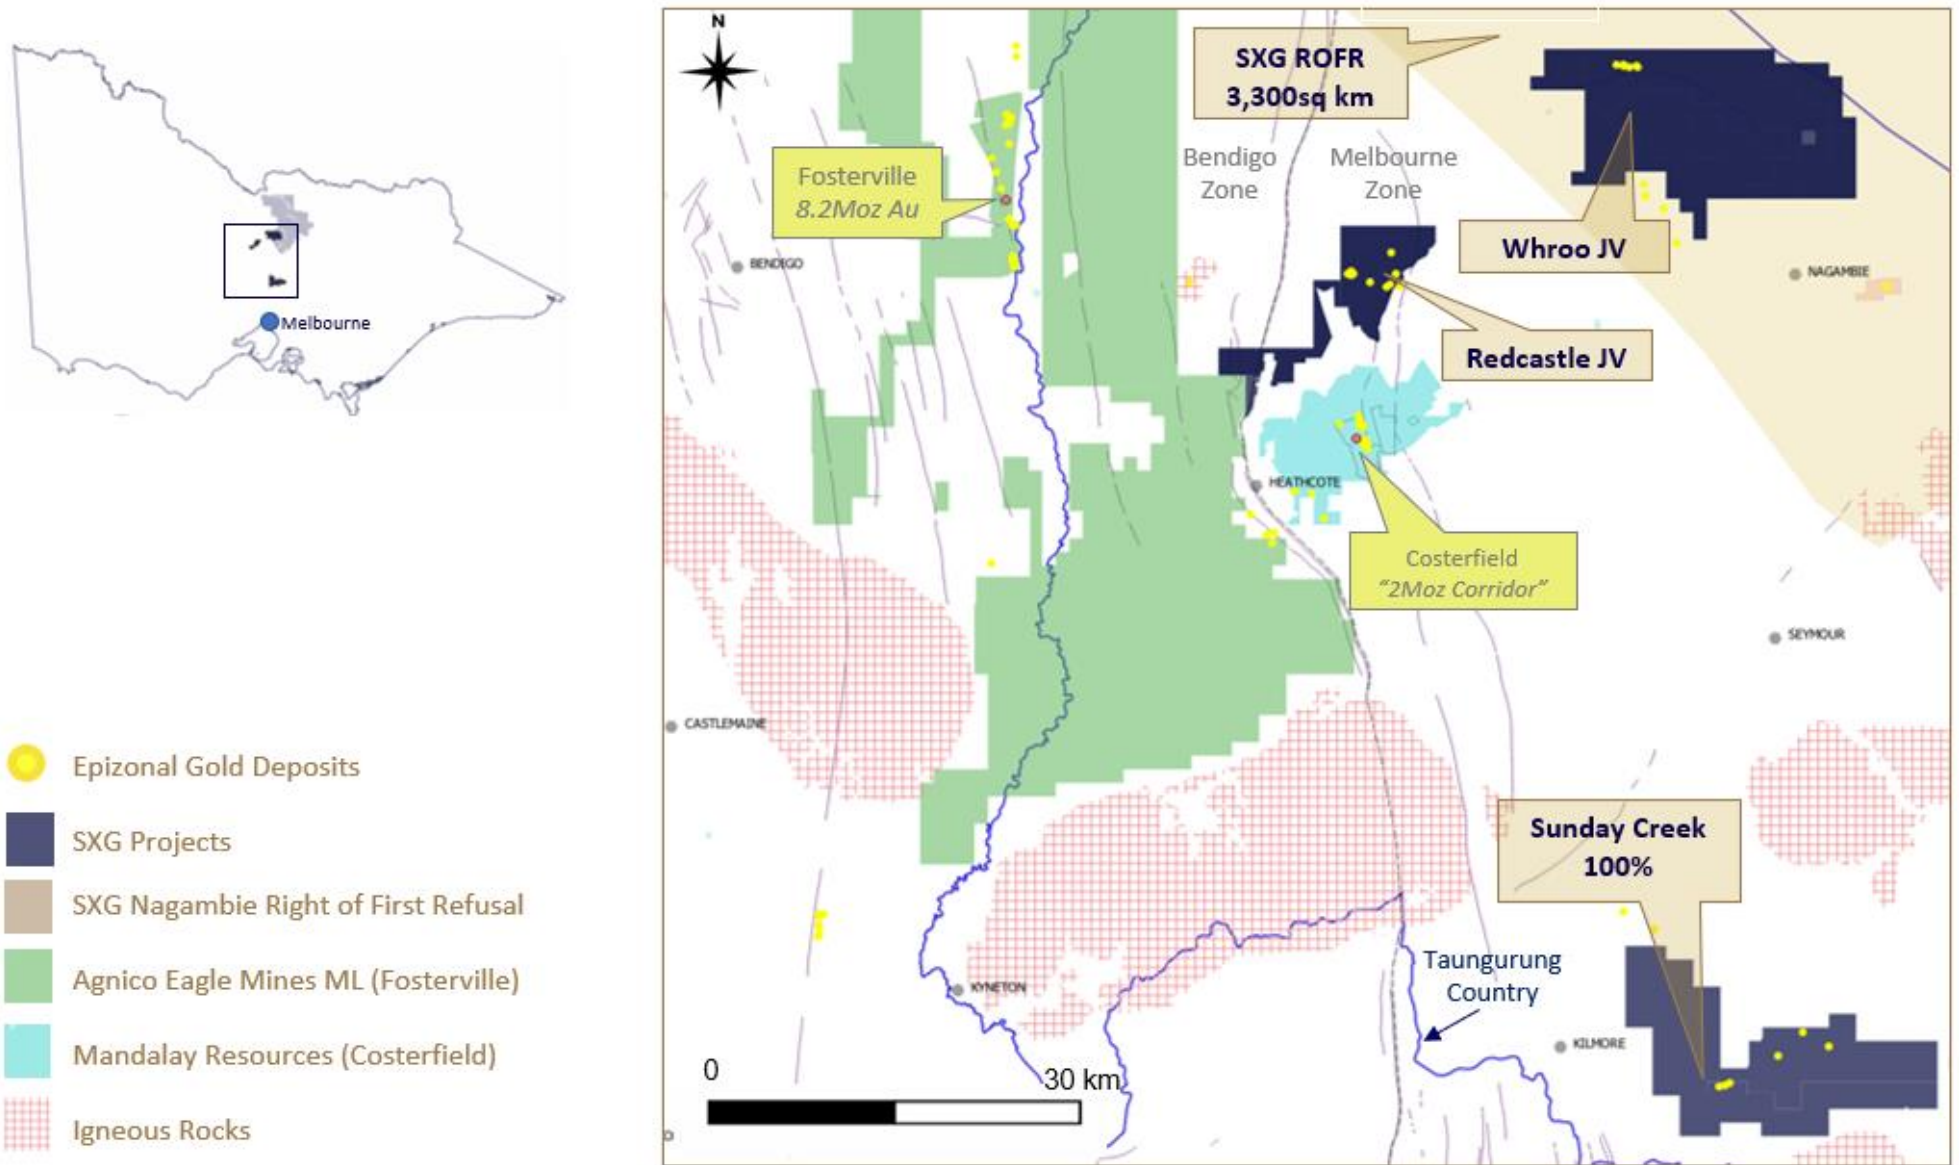 N
SXG ROFR
3,300sq km
Bendigo
Zone
Melbourne
Zone
Fosterville
8.2Moz Au
Whroo JV
BENDIGO
NAGAMBIE
Melbourne
Redcastle JV
HEATHCOTE
Costerfield
“2Moz Corridor”
SEYMOUR
CASTLEMAINE
Epizonal Gold Deposits
SXG Projects
SXG Nagambie Right of First Refusal
Agnico Eagle Mines ML (Fosterville)
Mandalay Resources (Costerfield)
Igneous Rocks
Sunday Creek
100%
Taungurung
Country
KYNETON
KILMORE
0
30 km